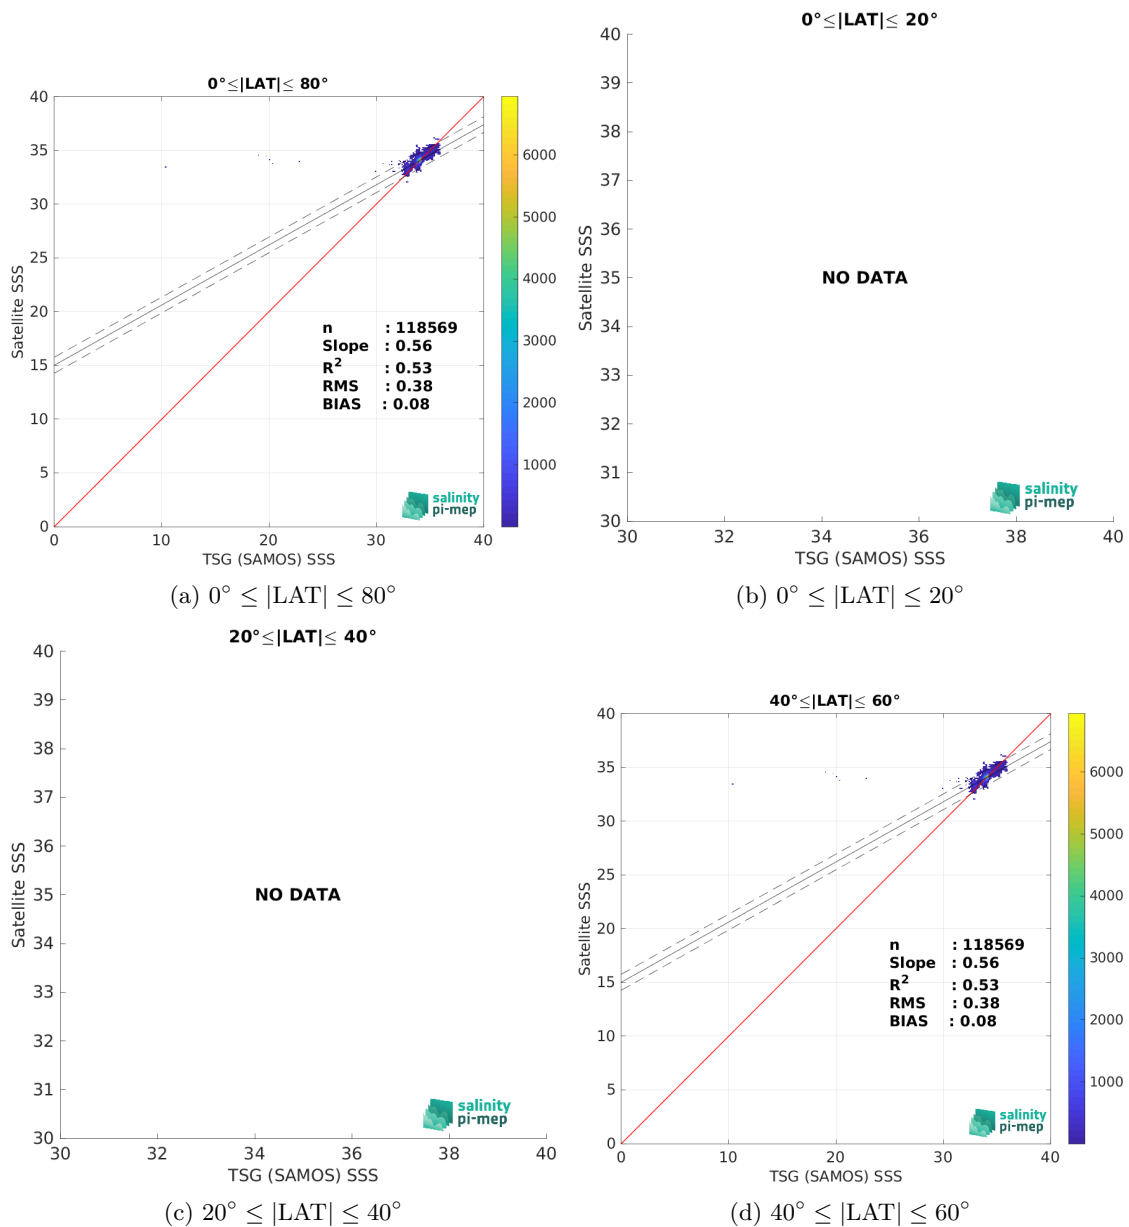 0°≤|LAT|≤ 80°
40
35
30
25
20
15
10
5
0
Satellite SSS
0 10 20 30 40
TSG (SAMOS) SSS
n : 118569
Slope : 0.56
R² : 0.53
RMS : 0.38
BIAS : 0.08
salinity
pi-mep
6000
5000
4000
3000
2000
1000
(a) 0° ≤ |LAT| ≤ 80°
0°≤|LAT|≤ 20°
40
39
38
37
36
35
34
33
32
31
30
Satellite SSS
NO DATA
salinity
pi-mep
30 32 34 36 38 40
TSG (SAMOS) SSS
(b) 0° ≤ |LAT| ≤ 20°
20°≤|LAT|≤ 40°
40
39
38
37
36
35
34
33
32
31
30
Satellite SSS
NO DATA
salinity
pi-mep
30 32 34 36 38 40
TSG (SAMOS) SSS
(c) 20° ≤ |LAT| ≤ 40°
40°≤|LAT|≤ 60°
40
35
30
25
20
15
10
5
0
Satellite SSS
n : 118569
Slope : 0.56
R² : 0.53
RMS : 0.38
BIAS : 0.08
salinity
pi-mep
0 10 20 30 40
TSG (SAMOS) SSS
6000
5000
4000
3000
2000
1000
(d) 40° ≤ |LAT| ≤ 60°